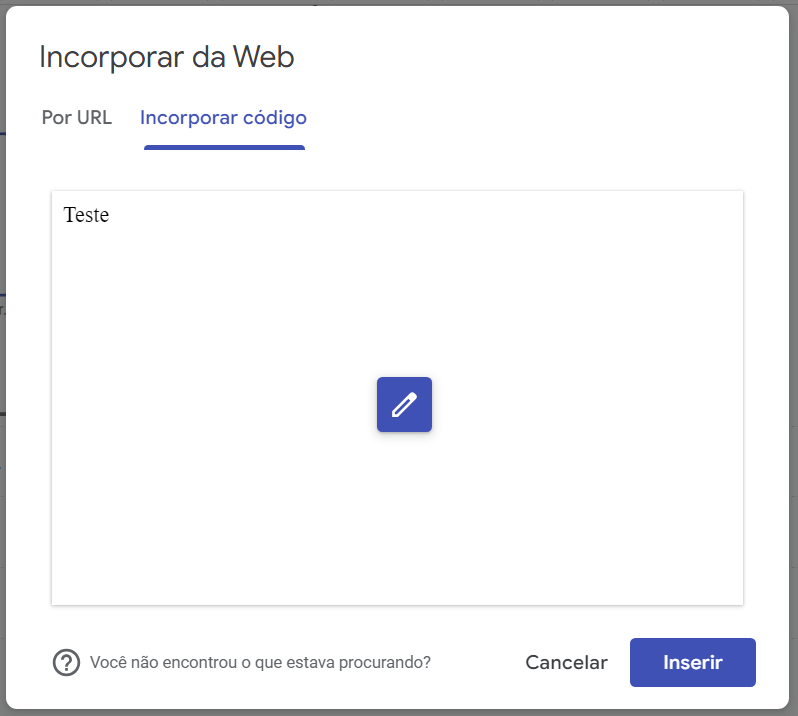 Incorporar da Web
Por URL Incorporar código
Teste
Você não encontrou o que estava procurando? Cancelar Inserir